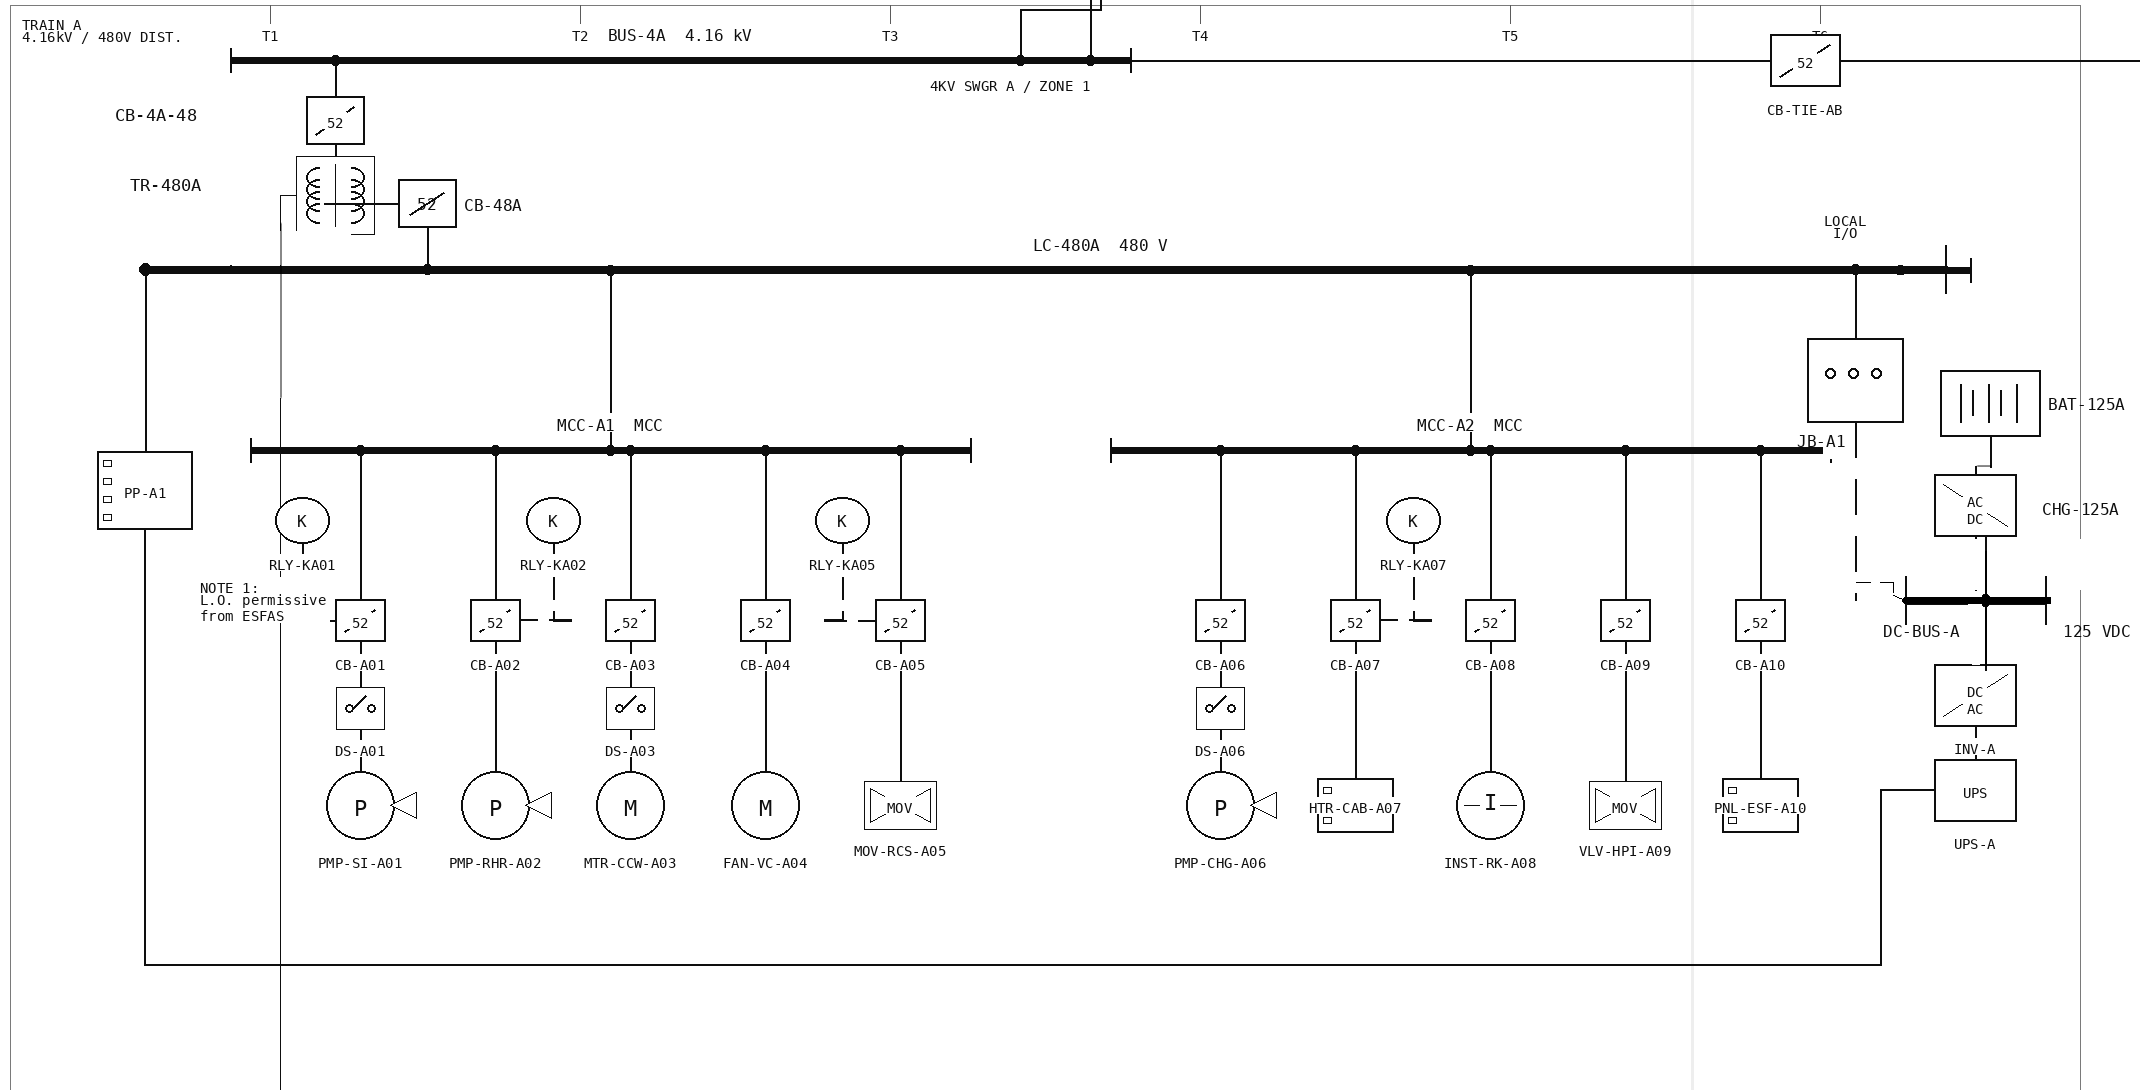 TRAIN A
4.16kV / 480V DIST.
T1
T2
BUS-4A  4.16 kV
T3
T4
T5
T6
52
4KV SWGR A / ZONE 1
CB-TIE-AB
CB-4A-48
52
TR-480A
52
CB-48A
LOCAL
I/O
LC-480A  480 V
BAT-125A
MCC-A1  MCC
MCC-A2  MCC
JB-A1
PP-A1
AC
DC
CHG-125A
K
K
K
K
RLY-KA01
RLY-KA02
RLY-KA05
RLY-KA07
NOTE 1:
L.O. permissive
from ESFAS
52
52
52
52
52
52
52
52
52
52
DC-BUS-A
125 VDC
CB-A01
CB-A02
CB-A03
CB-A04
CB-A05
CB-A06
CB-A07
CB-A08
CB-A09
CB-A10
DC
AC
DS-A01
DS-A03
DS-A06
INV-A
P
P
M
M
MOV
P
HTR-CAB-A07
I
MOV
PNL-ESF-A10
UPS
PMP-SI-A01
PMP-RHR-A02
MTR-CCW-A03
FAN-VC-A04
MOV-RCS-A05
PMP-CHG-A06
INST-RK-A08
VLV-HPI-A09
UPS-A